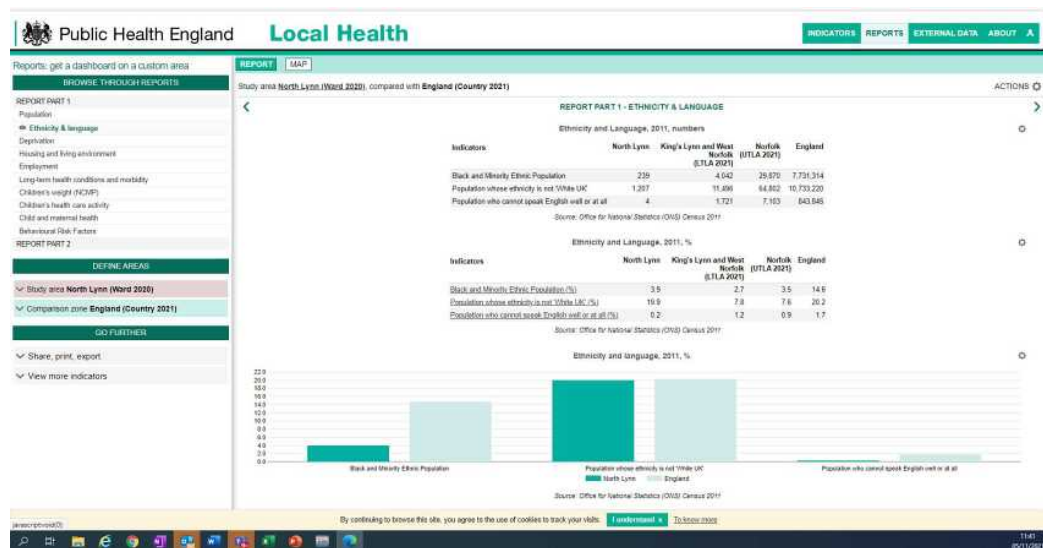 Public Health England
Local Health
INDICATORS REPORTS EXTERNAL DATA ABOUT
Reports: get a dashboard on a custom area
BROWSE THROUGH REPORTS
REPORT PART 1
Population
Ethnicity & language
Deprivation
Housing and living environment
Employment
Long-term health conditions and morbidity
Children's weight (NCMP)
Children's health care activity
Child and maternal health
Behavioural Risk Factors
REPORT PART 2
DEFINE AREAS
Study area North Lynn (Ward 2020)
Comparison zone England (Country 2021)
GO FURTHER
Share, print, export
View more indicators
REPORT MAP
Study area North Lynn (Ward 2020), compared with England (Country 2021)
ACTIONS
REPORT PART 1 - ETHNICITY & LANGUAGE
Ethnicity and Language, 2011, numbers
Indicators North Lynn King's Lynn and West Norfolk (LTLA 2021) Norfolk (UTLA 2021) England
Black and Minority Ethnic Population 239 4,042 29,870 7,731,314
Population whose ethnicity is not 'White UK' 1,207 11,496 64,802 10,733,220
Population who cannot speak English well or at all 4 1,721 7,103 843,845
Source: Office for National Statistics (ONS) Census 2011
Ethnicity and Language, 2011, %
Indicators North Lynn King's Lynn and West Norfolk (LTLA 2021) Norfolk (UTLA 2021) England
Black and Minority Ethnic Population (%) 3.9 2.7 3.5 14.6
Population whose ethnicity is not 'White UK' (%) 19.9 7.8 7.6 20.2
Population who cannot speak English well or at all (%) 0.2 1.2 0.9 1.7
Source: Office for National Statistics (ONS) Census 2011
Ethnicity and language, 2011, %
22.0
20.0
18.0
16.0
14.0
12.0
10.0
8.0
6.0
4.0
2.0
0.0
Black and Minority Ethnic Population
Population whose ethnicity is not 'White UK'
Population who cannot speak English well or at all
North Lynn England
Source: Office for National Statistics (ONS) Census 2011
javascript:void(0)
By continuing to browse this site, you agree to the use of cookies to track your visits. I understand x To know more
11:41
05/11/2021